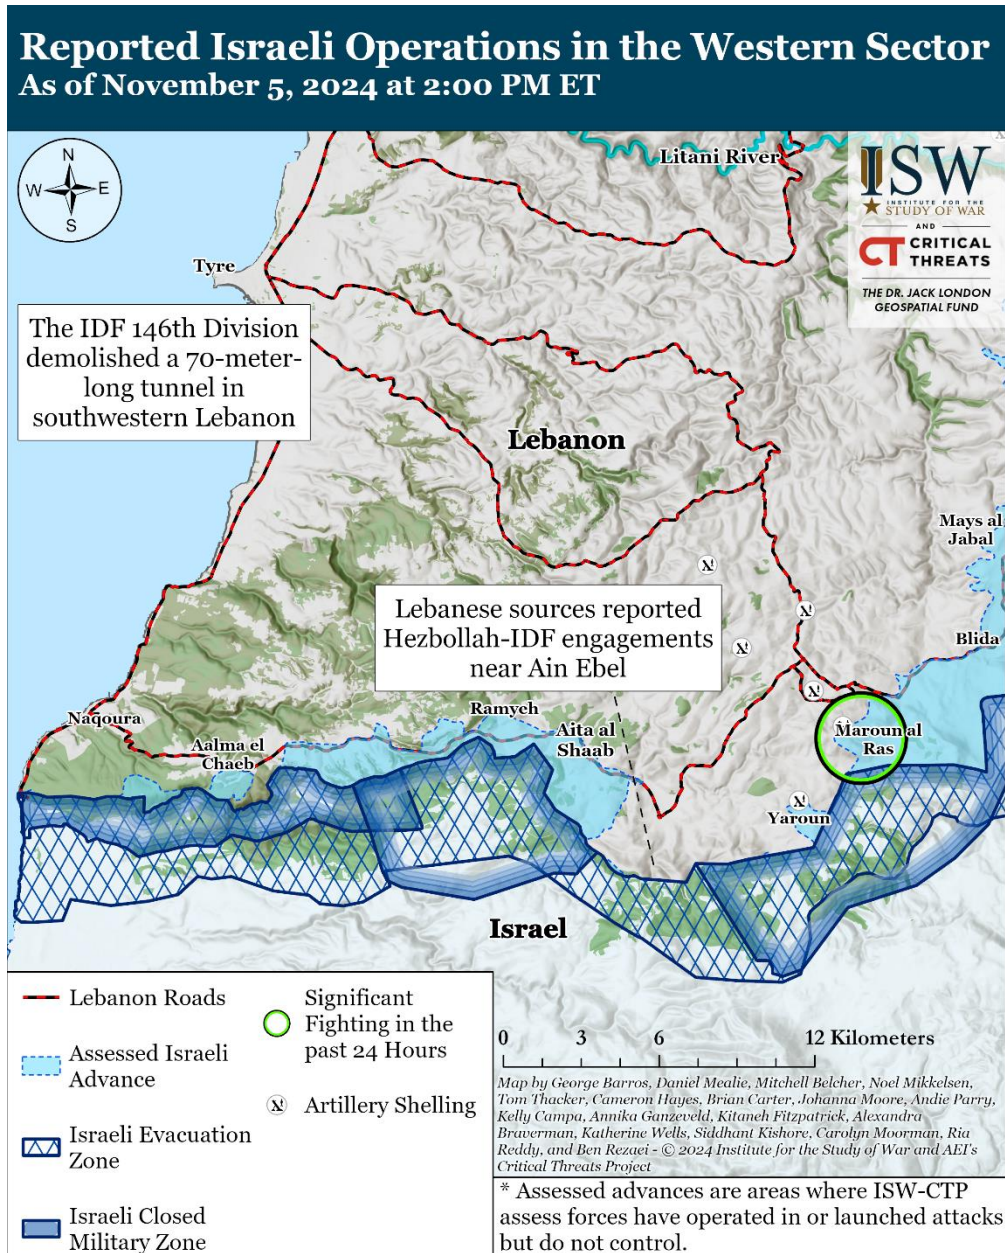 Reported Israeli Operations in the Western Sector
As of November 5, 2024 at 2:00 PM ET
N
W
E
S
Litani River
ISW
INSTITUTE FOR THE
STUDY OF WAR
AND
CT CRITICAL
THREATS
THE DR. JACK LONDON
GEOSPATIAL FUND
Tyre
The IDF 146th Division
demolished a 70-meter-
long tunnel in
southwestern Lebanon
Lebanon
Mays al
Jabal
Lebanese sources reported
Hezbollah-IDF engagements
near Ain Ebel
Blida
Naqoura
Ramyeh
Aalma el
Chaeb
Aita al
Shaab
Maroun al
Ras
Yaroun
Israel
Lebanon Roads
Assessed Israeli
Advance
Israeli Evacuation
Zone
Israeli Closed
Military Zone
Significant
Fighting in the
past 24 Hours
Artillery Shelling
0 3 6 12 Kilometers
Map by George Barros, Daniel Mealie, Mitchell Belcher, Noel Mikkelsen,
Tom Thacker, Cameron Hayes, Brian Carter, Johanna Moore, Andie Parry,
Kelly Campa, Annika Ganzeveld, Kitaneh Fitzpatrick, Alexandra
Braverman, Katherine Wells, Siddhant Kishore, Carolyn Moorman, Ria
Reddy, and Ben Rezaei - © 2024 Institute for the Study of War and AEI's
Critical Threats Project
* Assessed advances are areas where ISW-CTP
assess forces have operated in or launched attacks
but do not control.